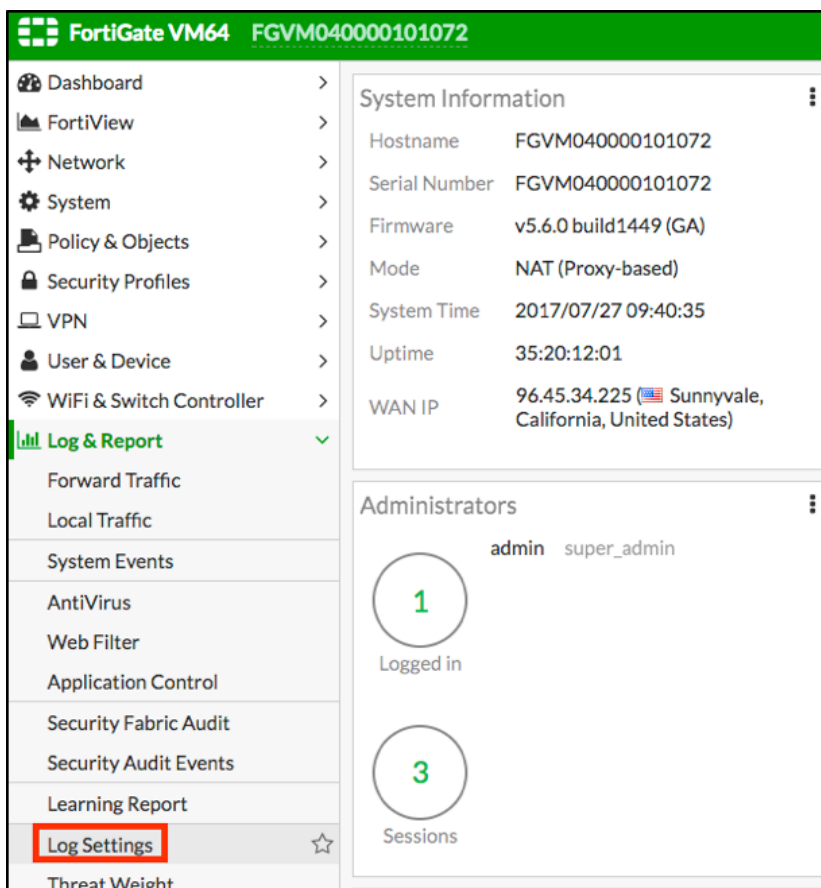 FortiGate VM64 FGVM040000101072
Dashboard
FortiView
Network
System
Policy & Objects
Security Profiles
VPN
User & Device
WiFi & Switch Controller
Log & Report
Forward Traffic
Local Traffic
System Events
AntiVirus
Web Filter
Application Control
Security Fabric Audit
Security Audit Events
Learning Report
Log Settings
Threat Weight
System Information
Hostname FGVM040000101072
Serial Number FGVM040000101072
Firmware v5.6.0 build1449 (GA)
Mode NAT (Proxy-based)
System Time 2017/07/27 09:40:35
Uptime 35:20:12:01
WAN IP 96.45.34.225 ( Sunnyvale,
California, United States)
Administrators
admin super_admin
1
Logged in
3
Sessions